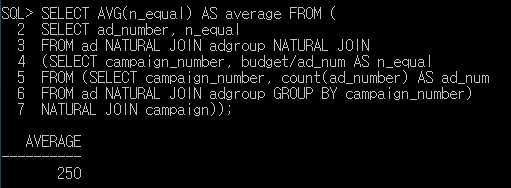 SQL> SELECT AVG(n_equal) AS average FROM (
2 SELECT ad_number, n_equal
3 FROM ad NATURAL JOIN adgroup NATURAL JOIN
4 (SELECT campaign_number, budget/ad_num AS n_equal
5 FROM (SELECT campaign_number, count(ad_number) AS ad_num
6 FROM ad NATURAL JOIN adgroup GROUP BY campaign_number)
7 NATURAL JOIN campaign));
AVERAGE
----------
250